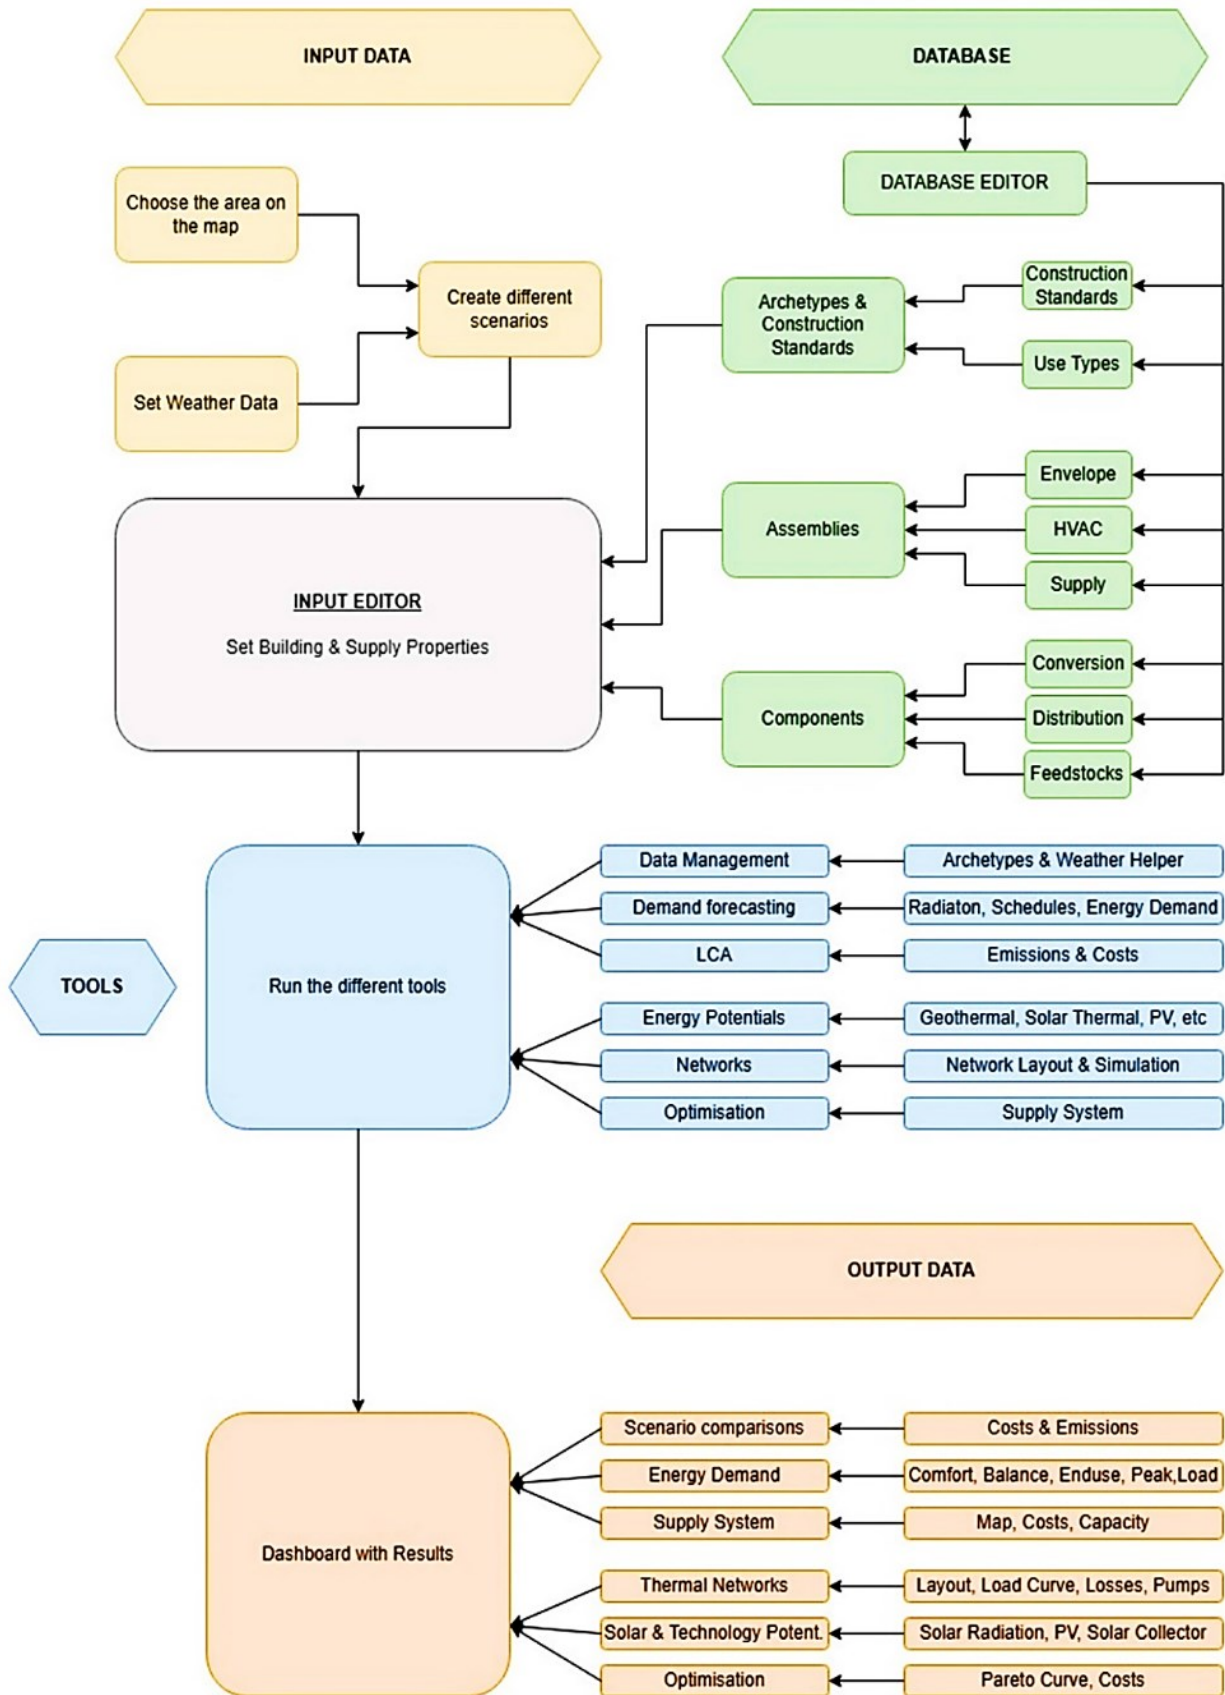 INPUT DATA
DATABASE
DATABASE EDITOR
Choose the area on
the map
Create different
scenarios
Set Weather Data
Archetypes &
Construction
Standards
Construction
Standards
Use Types
Assemblies
Envelope
HVAC
Supply
INPUT EDITOR
Set Building & Supply Properties
Components
Conversion
Distribution
Feedstocks
TOOLS
Run the different tools
Data Management
Archetypes & Weather Helper
Demand forecasting
Radiaton, Schedules, Energy Demand
LCA
Emissions & Costs
Energy Potentials
Geothermal, Solar Thermal, PV, etc
Networks
Network Layout & Simulation
Optimisation
Supply System
OUTPUT DATA
Dashboard with Results
Scenario comparisons
Costs & Emissions
Energy Demand
Comfort, Balance, Enduse, Peak,Load
Supply System
Map, Costs, Capacity
Thermal Networks
Layout, Load Curve, Losses, Pumps
Solar & Technology Potent.
Solar Radiation, PV, Solar Collector
Optimisation
Pareto Curve, Costs